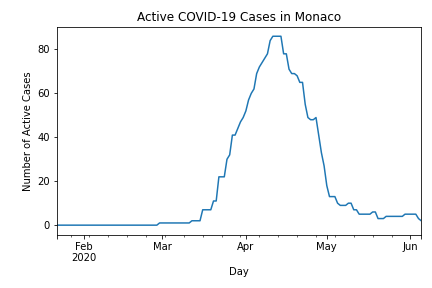 Active COVID-19 Cases in Monaco
Number of Active Cases
80
60
40
20
0
Feb Mar Apr May Jun
2020
Day